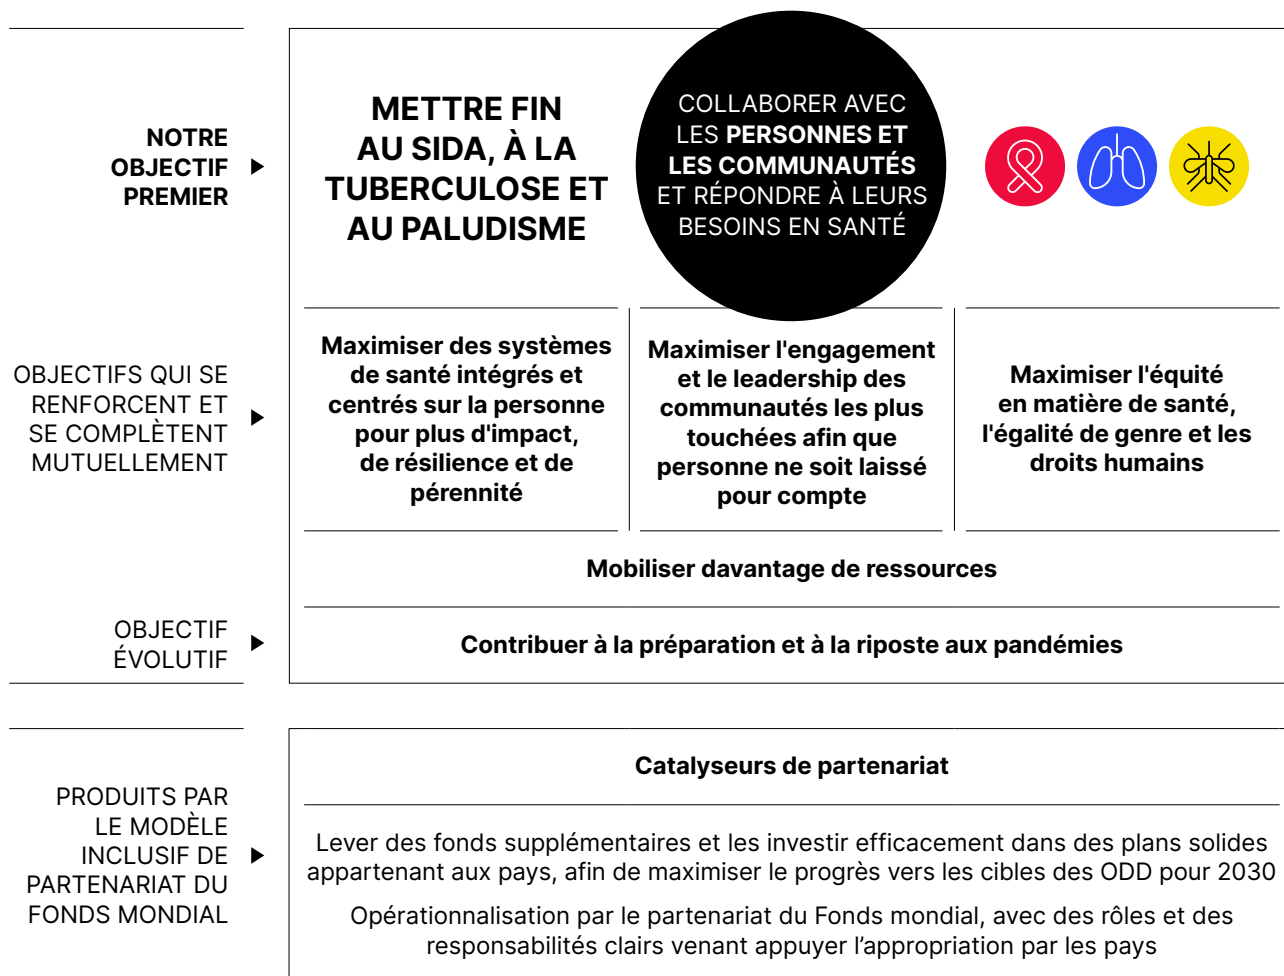 NOTRE
OBJECTIF
PREMIER
METTRE FIN
AU SIDA, À LA
TUBERCULOSE ET
AU PALUDISME
COLLABORER AVEC
LES PERSONNES ET
LES COMMUNAUTÉS
ET RÉPONDRE À LEURS
BESOINS EN SANTÉ
OBJECTIFS QUI SE
RENFORCENT ET
SE COMPLÈTENT
MUTUELLEMENT
Maximiser des systèmes
de santé intégrés et
centrés sur la personne
pour plus d'impact,
de résilience et de
pérennité
Maximiser l'engagement
et le leadership des
communautés les plus
touchées afin que
personne ne soit laissé
pour compte
Maximiser l'équité
en matière de santé,
l'égalité de genre et les
droits humains
Mobiliser davantage de ressources
OBJECTIF
ÉVOLUTIF
Contribuer à la préparation et à la riposte aux pandémies
PRODUITS PAR
LE MODÈLE
INCLUSIF DE
PARTENARIAT DU
FONDS MONDIAL
Catalyseurs de partenariat
Lever des fonds supplémentaires et les investir efficacement dans des plans solides
appartenant aux pays, afin de maximiser le progrès vers les cibles des ODD pour 2030
Opérationnalisation par le partenariat du Fonds mondial, avec des rôles et des
responsabilités clairs venant appuyer l’appropriation par les pays